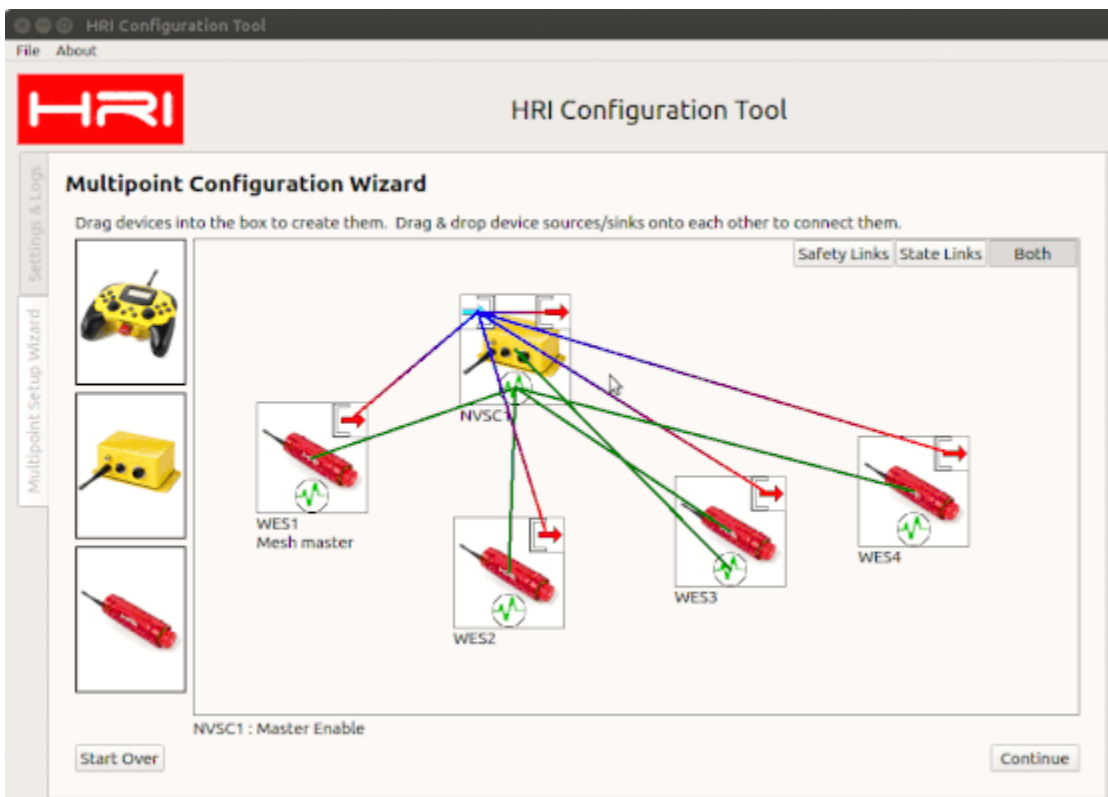 HRI Configuration Tool
File About
HRI
HRI Configuration Tool
Settings & Logs
Multipoint Setup Wizard
Multipoint Configuration Wizard
Drag devices into the box to create them. Drag & drop device sources/sinks onto each other to connect them.
Safety Links State Links Both
NVSC1
WES1
Mesh master
WES2
WES3
WES4
NVSC1 : Master Enable
Start Over
Continue